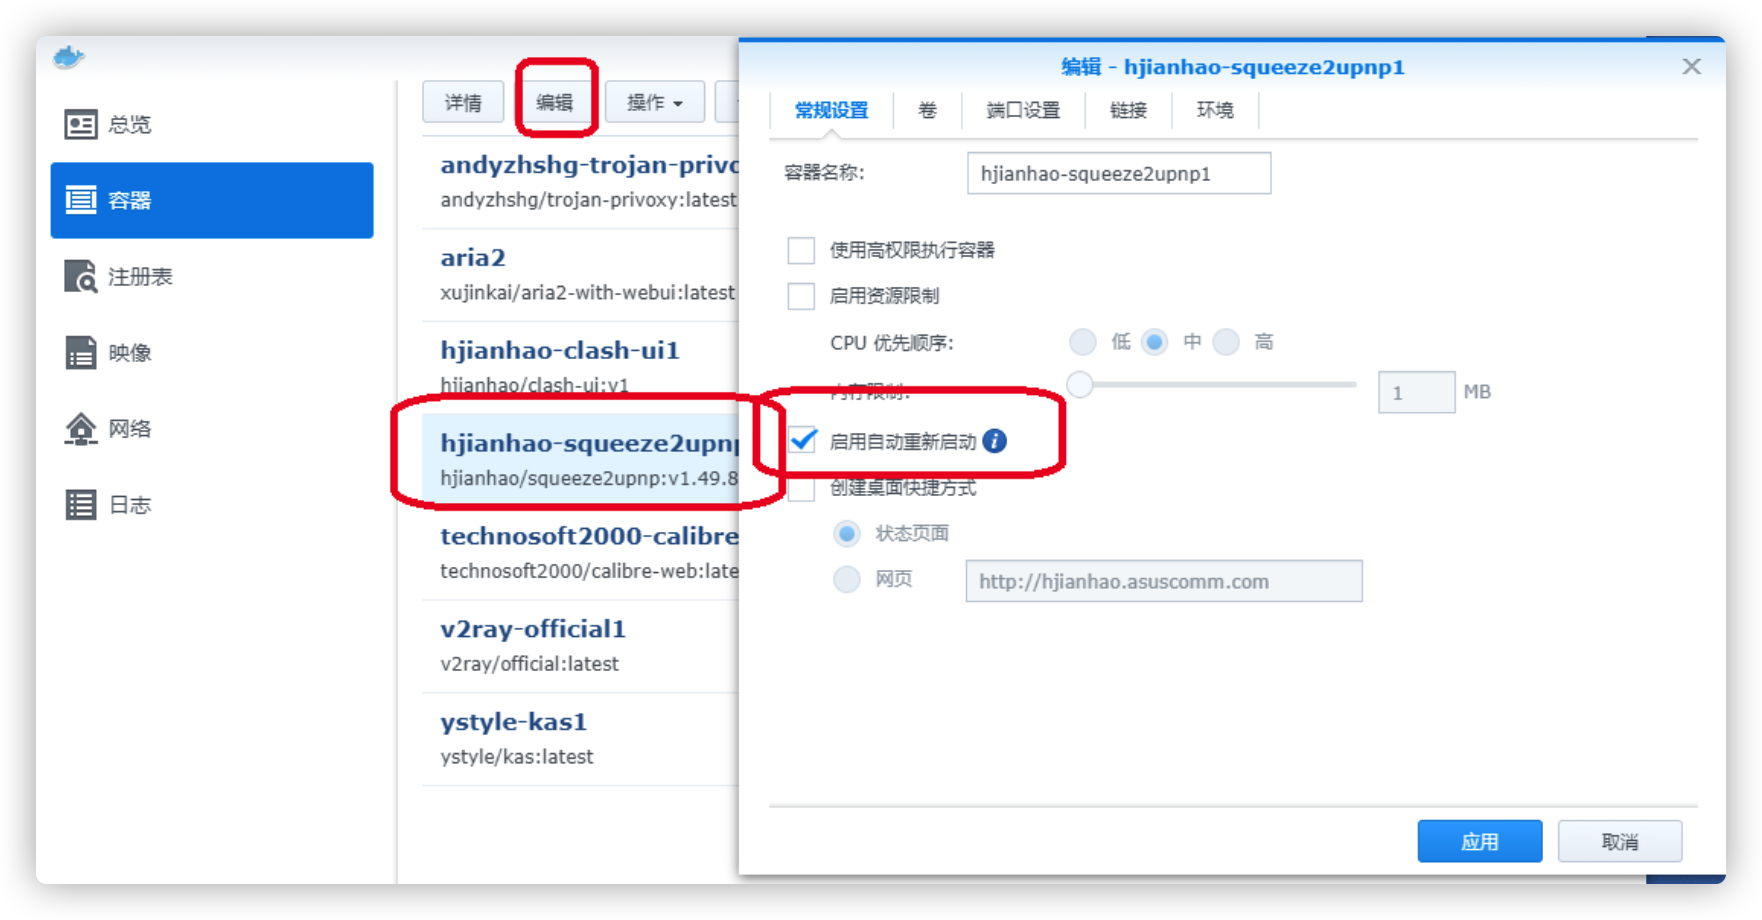 总览
容器
注册表
映像
网络
日志
详情
编辑
操作
andyzhshg-trojan-privo
andyzhshg/trojan-privoxy:latest
aria2
xujinkai/aria2-with-webui:latest
hjianhao-clash-ui1
hjianhao/clash-ui:v1
hjianhao-squeeze2upnp
hjianhao/squeeze2upnp:v1.49.8
technosoft2000-calibre
technosoft2000/calibre-web:late
v2ray-official1
v2ray/official:latest
ystyle-kas1
ystyle/kas:latest
编辑 - hjianhao-squeeze2upnp1
常规设置 卷 端口设置 链接 环境
容器名称: hjianhao-squeeze2upnp1
使用高权限执行容器
启用资源限制
CPU 优先顺序: 低 中 高
内存限制: 1 MB
启用自动重新启动
创建桌面快捷方式
状态页面
网页 http://hjianhao.asuscomm.com
应用 取消